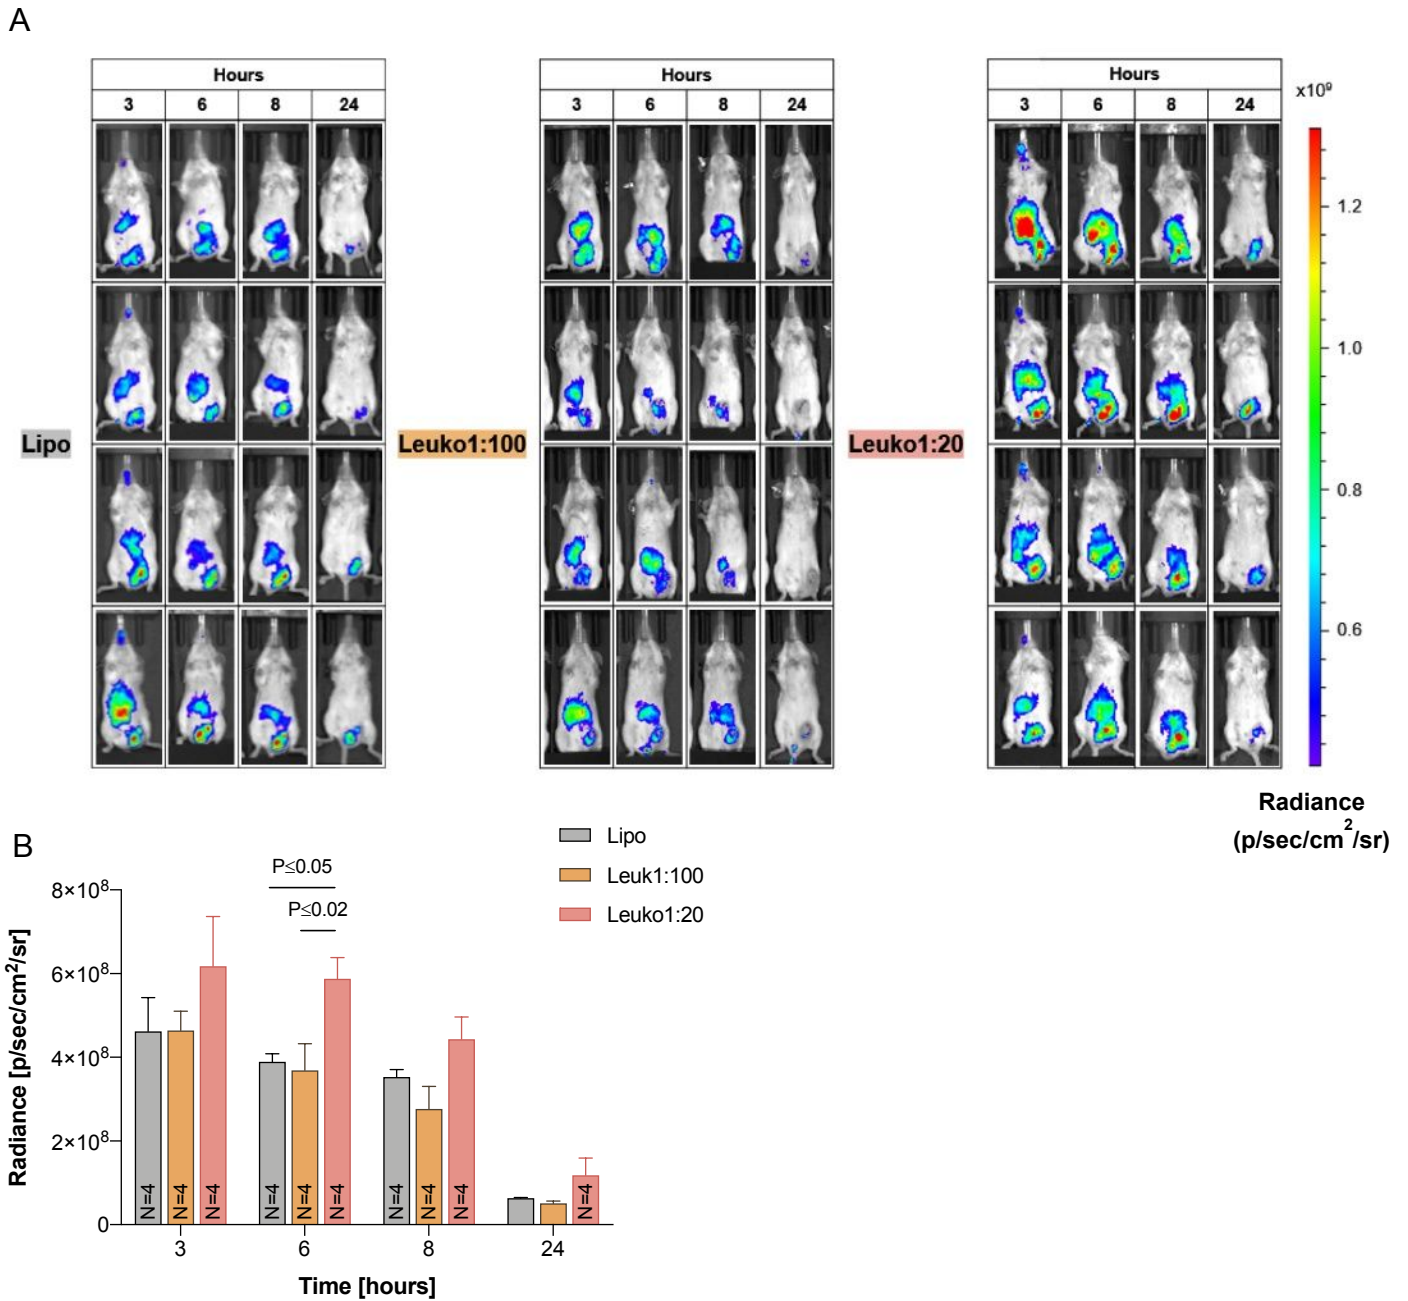 A
Hours
3 6 8 24
Hours
3 6 8 24
Hours
3 6 8 24
x10⁹
1.2
1.0
0.8
0.6
Lipo
Leuko1:100
Leuko1:20
Radiance
(p/sec/cm²/sr)
B
Lipo
Leuk1:100
Leuko1:20
P≤0.05
P≤0.02
Radiance [p/sec/cm²/sr]
8×10⁸
6×10⁸
4×10⁸
2×10⁸
0
N=4 N=4 N=4 N=4 N=4 N=4 N=4 N=4 N=4 N=4
3 6 8 24
Time [hours]